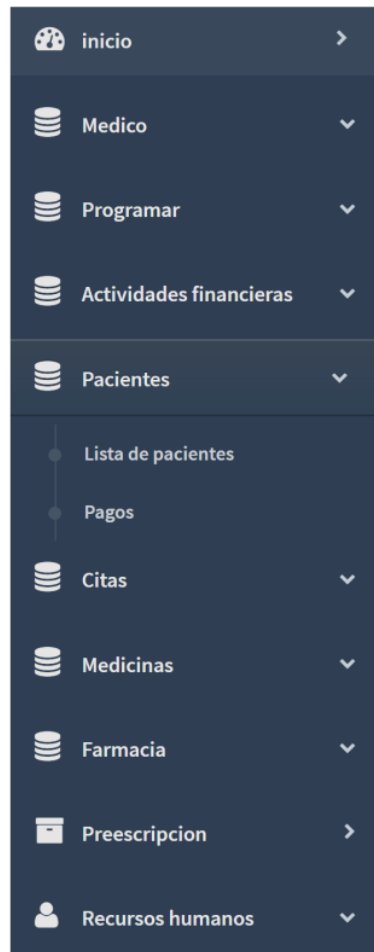 inicio
Medico
Programar
Actividades financieras
Pacientes
Lista de pacientes
Pagos
Citas
Medicinas
Farmacia
Preescripcion
Recursos humanos